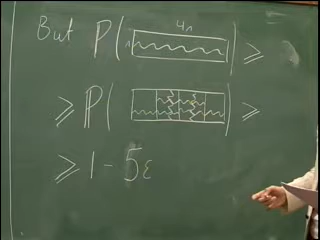 4n
But P( n ) ≥
≥ P( ) ≥
≥ 1 - 5ε